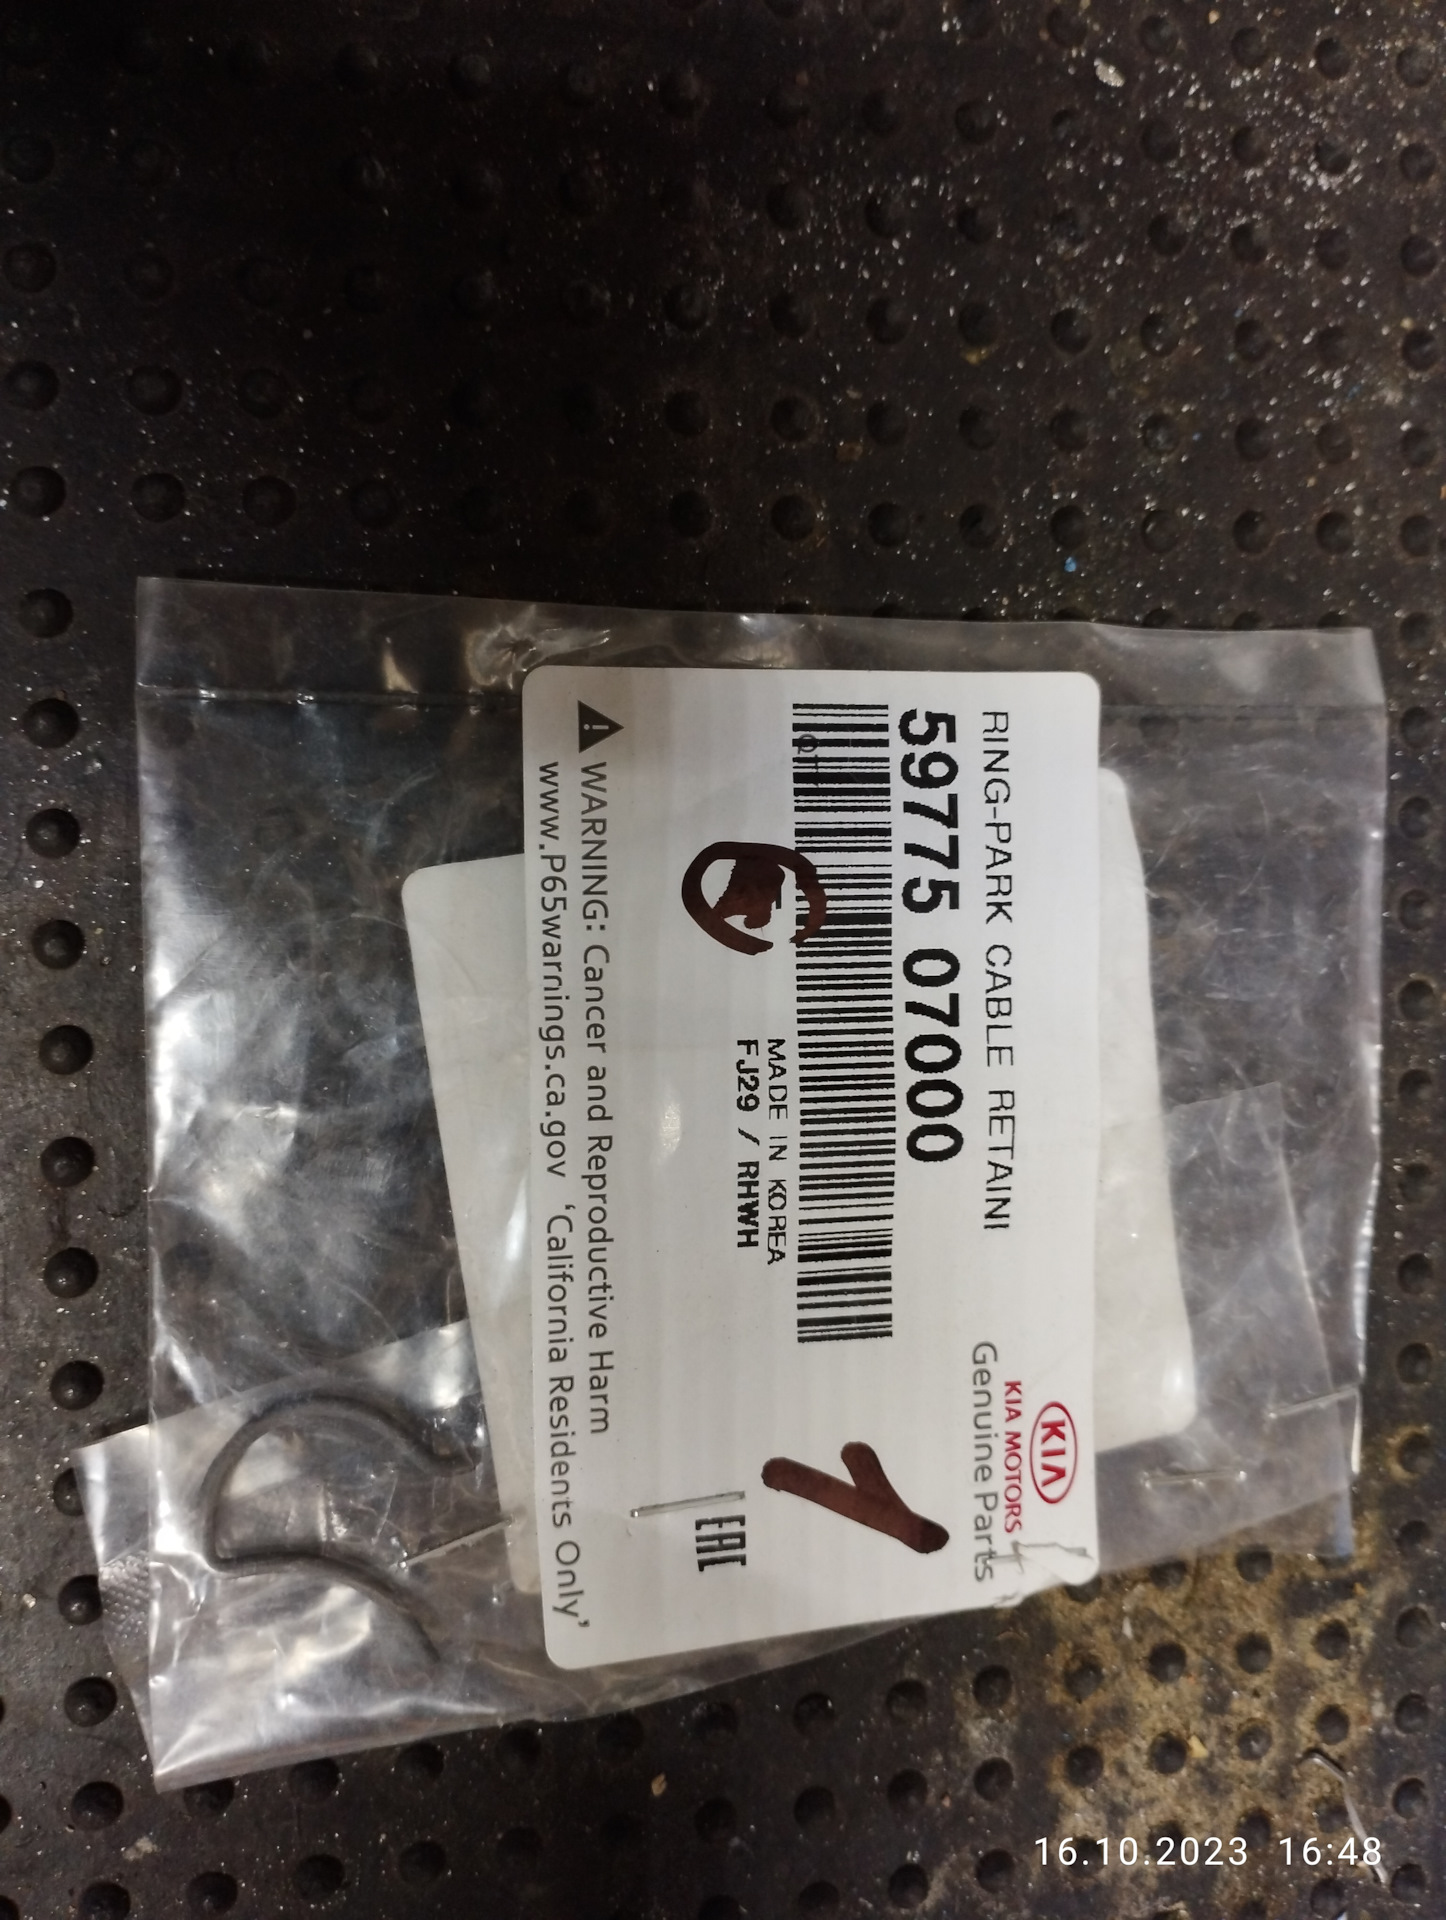 RING-PARK CABLE RETAINI
59775 07000
KIA
KIA MOTORS
Genuine Parts
MADE IN KOREA
FJ29 / RHWH
EAC
WARNING: Cancer and Reproductive Harm
www.P65warnings.ca.gov 'California Residents Only'
16.10.2023 16:48